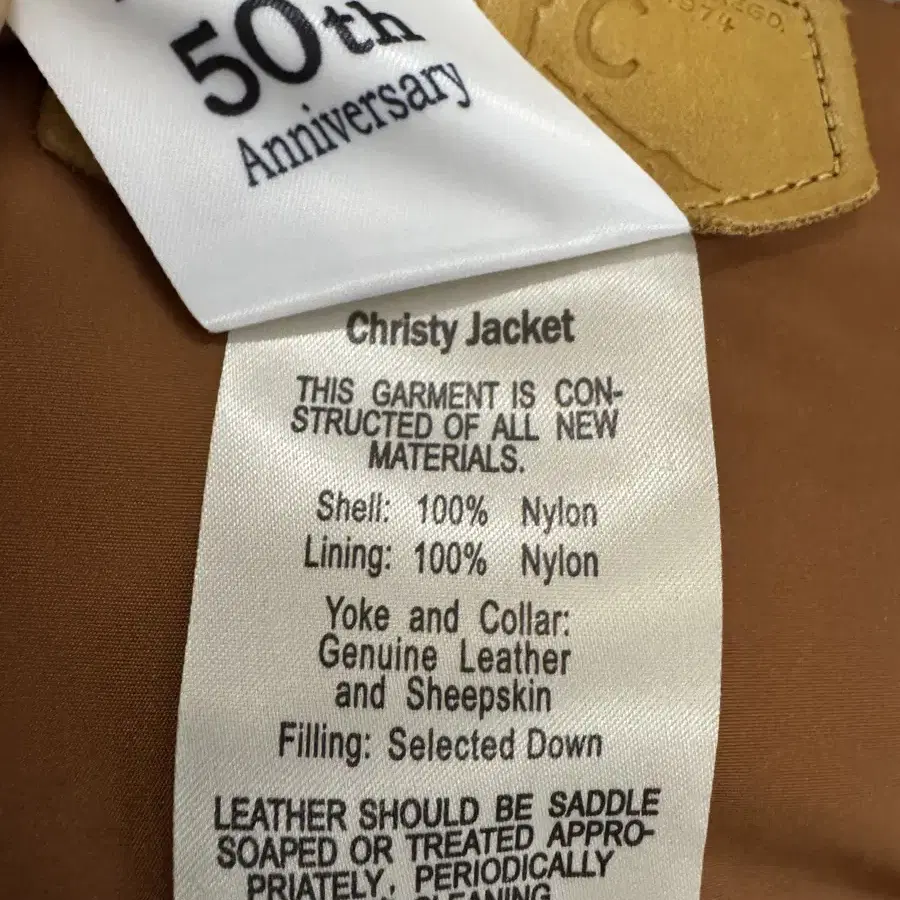 50th
Anniversary
C
1974
Christy Jacket
THIS GARMENT IS CON-
STRUCTED OF ALL NEW
MATERIALS.
Shell: 100% Nylon
Lining: 100% Nylon
Yoke and Collar:
Genuine Leather
and Sheepskin
Filling: Selected Down
LEATHER SHOULD BE SADDLE
SOAPED OR TREATED APPRO-
PRIATELY, PERIODICALLY
CLEANING